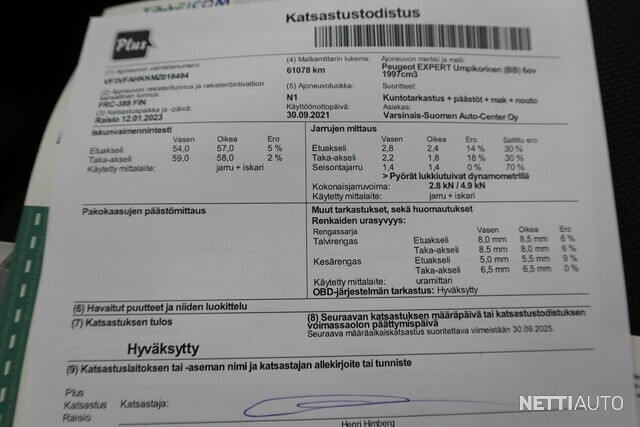 Katsastustodistus
Plus
(1) Ajoneuvon valmistenumero:
VF3VFAHKKMZ018494
(2) Ajoneuvon rekisteritunnus ja rekisteröintivaltion
kansallinen tunnus:
FRC-388 FIN
(3) Katsastuspaikka ja -päivä:
Raisio 12.01.2023
(4) Matkamittarin lukema:
61078 km
(5) Ajoneuvoluokka:
N1
Käyttöönottopäivä:
30.09.2021
Ajoneuvon merkki ja malli:
Peugeot EXPERT Umpikorinen (BB) 6ov
1997cm3
Suoritteet:
Kuntotarkastus + päästöt + mak + nouto
Asiakas:
Varsinais-Suomen Auto-Center Oy
Iskunvaimennintesti
Vasen Oikea Ero
Etuakseli 54,0 57,0 5 %
Taka-akseli 59,0 58,0 2 %
Käytetty mittalaite: jarru + iskari
Jarrujen mittaus
Vasen Oikea Ero Sallittu ero
Etuakseli 2,8 2,4 14 % 30 %
Taka-akseli 2,2 1,8 18 % 30 %
Seisontajarru 1,4 1,4 0 % 70 %
> Pyörät lukkiutuivat dynamometrillä
Kokonaisjarruvoima: 2.8 kN / 4.9 kN
Käytetty mittalaite: jarru + iskari
Pakokaasujen päästömittaus
Muut tarkastukset, sekä huomautukset
Renkaiden urasyvyys:
Rengassarja Vasen Oikea Ero
Talvirengas Etuakseli 8,0 mm 8,5 mm 6 %
Taka-akseli 8,5 mm 8,0 mm 6 %
Kesärengas Etuakseli 5,0 mm 5,5 mm 9 %
Taka-akseli 6,5 mm 6,5 mm 0 %
Käytetty mittalaite: uramittari
OBD-järjestelmän tarkastus: Hyväksytty
(6) Havaitut puutteet ja niiden luokittelu
(7) Katsastuksen tulos
Hyväksytty
(8) Seuraavan katsastuksen määräpäivä tai katsastustodistuksen
voimassaolon päättymispäivä
Seuraava määräaikaiskatsastus suoritettava viimeistään 30.09.2025.
(9) Katsastuslaitoksen tai -aseman nimi ja katsastajan allekirjoite tai tunniste
Plus
Katsastus
Raisio
Katsastaja:
Henri Himberg
NETTIAUTO